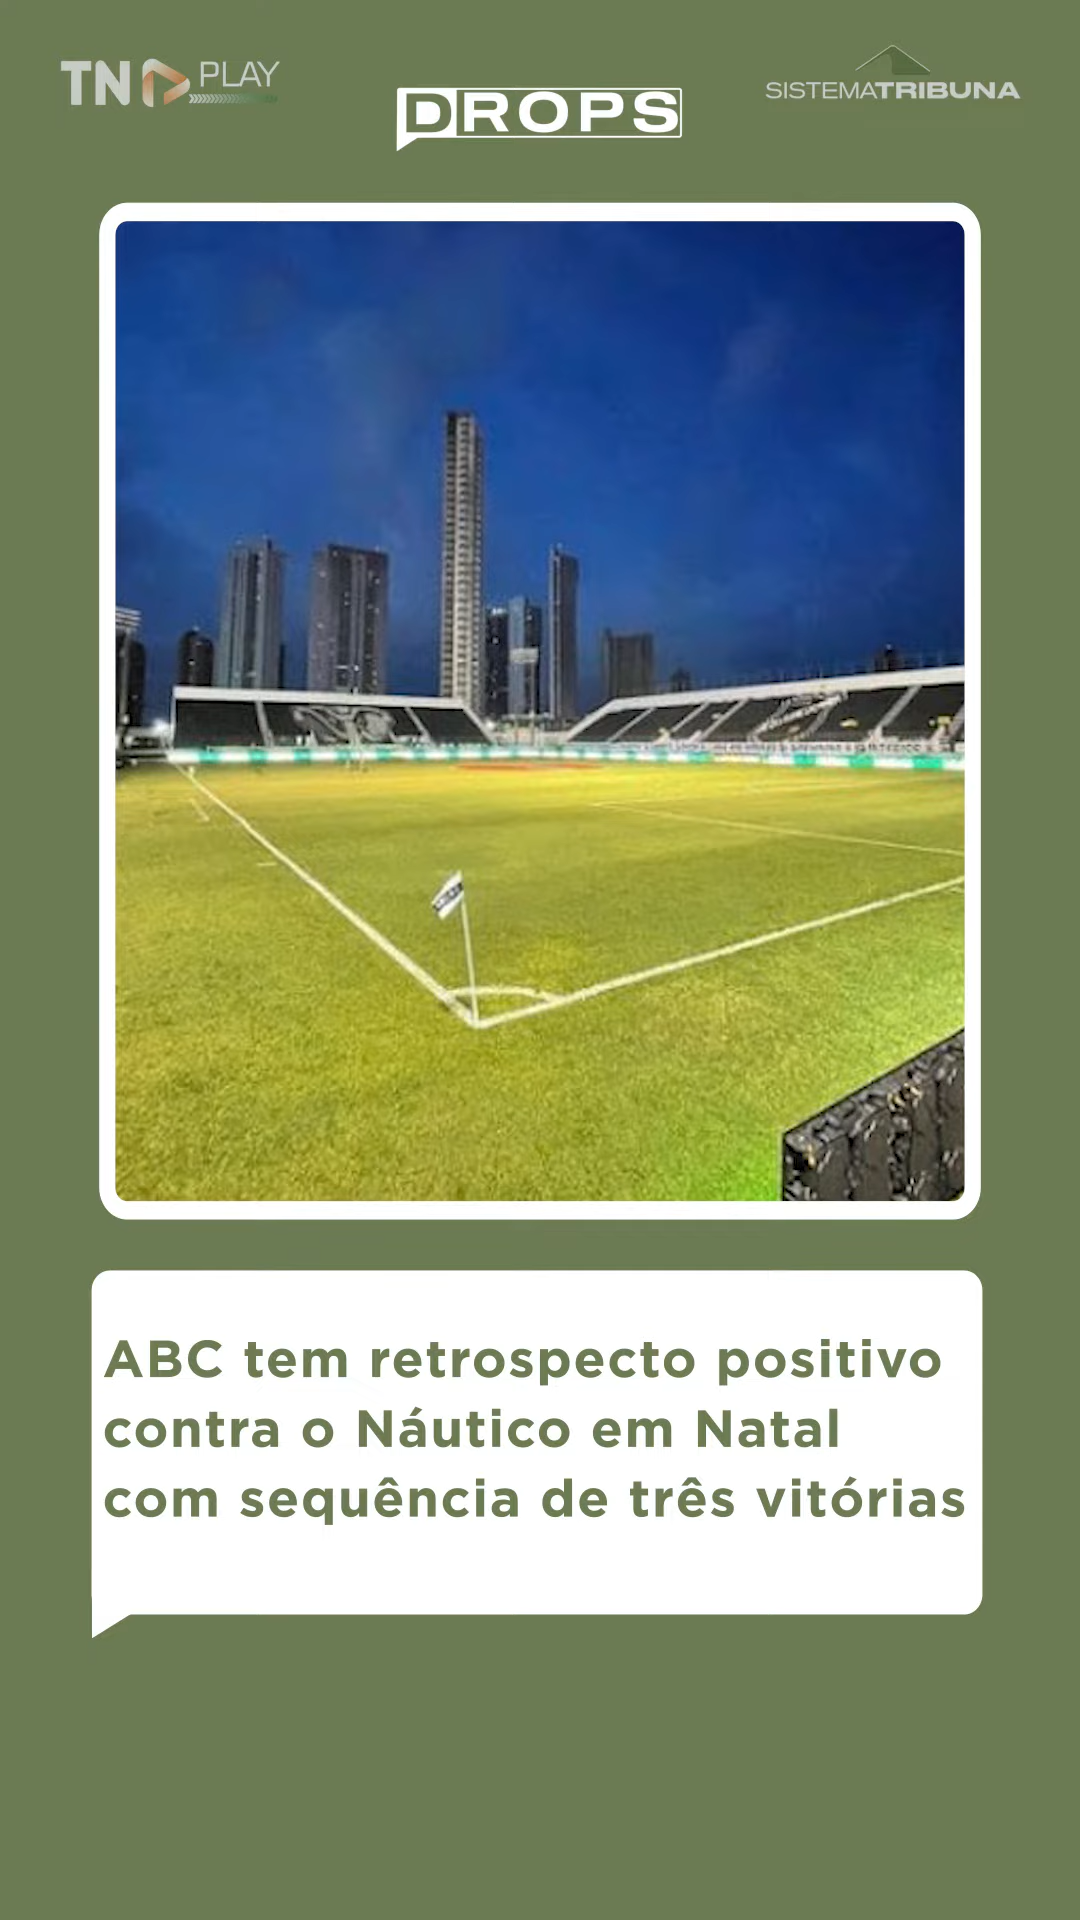 TN PLAY
DROPS
SISTEMATRIBUNA
ABC tem retrospecto positivo
contra o Náutico em Natal
com sequência de três vitórias